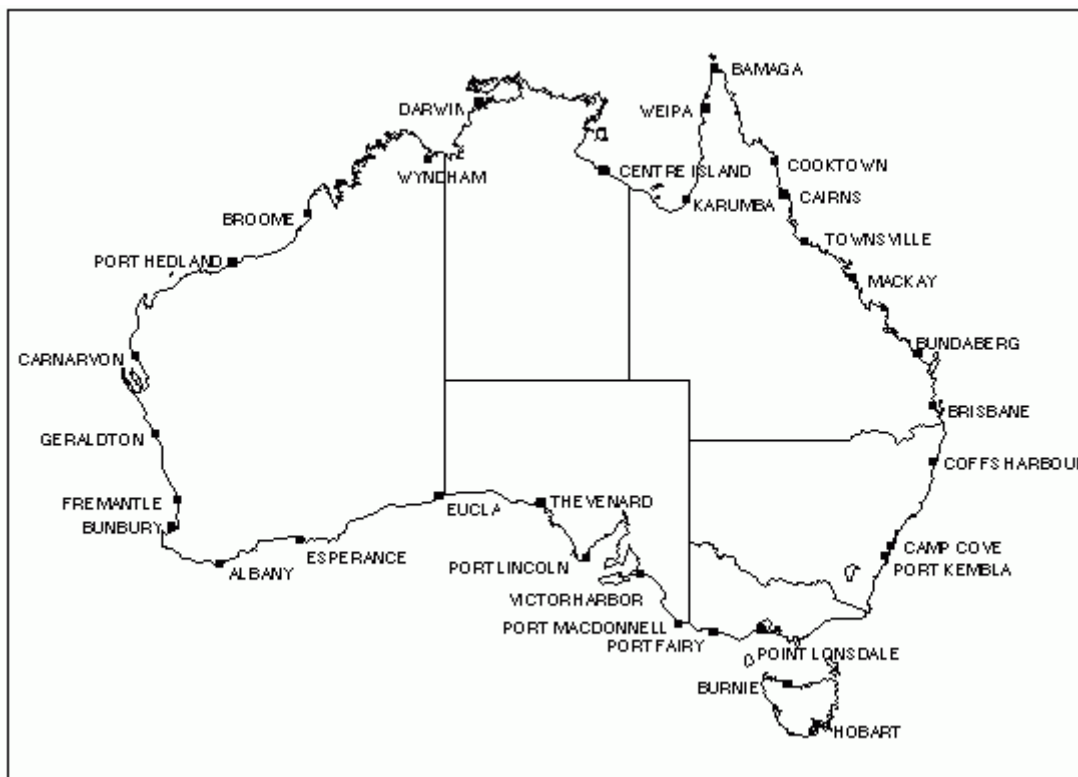 BAMAGA
DARWIN
WEIPA
COOKTOWN
WYNDHAM
CENTRE ISLAND
KARUMBA
CAIRNS
BROOME
TOWNSVILLE
PORT HEDLAND
MACKAY
CARNARVON
BUNDABERG
BRISBANE
GERALDTON
COFFS HARBOUR
FREMANTLE
EUCLA
THEVENARD
BUNBURY
ESPERANCE
CAMP COVE
PORT LINCOLN
PORT KEMBLA
ALBANY
VICTOR HARBOR
PORT MACDONNELL
PORT FAIRY
POINT LONSDALE
BURNIE
HOBART